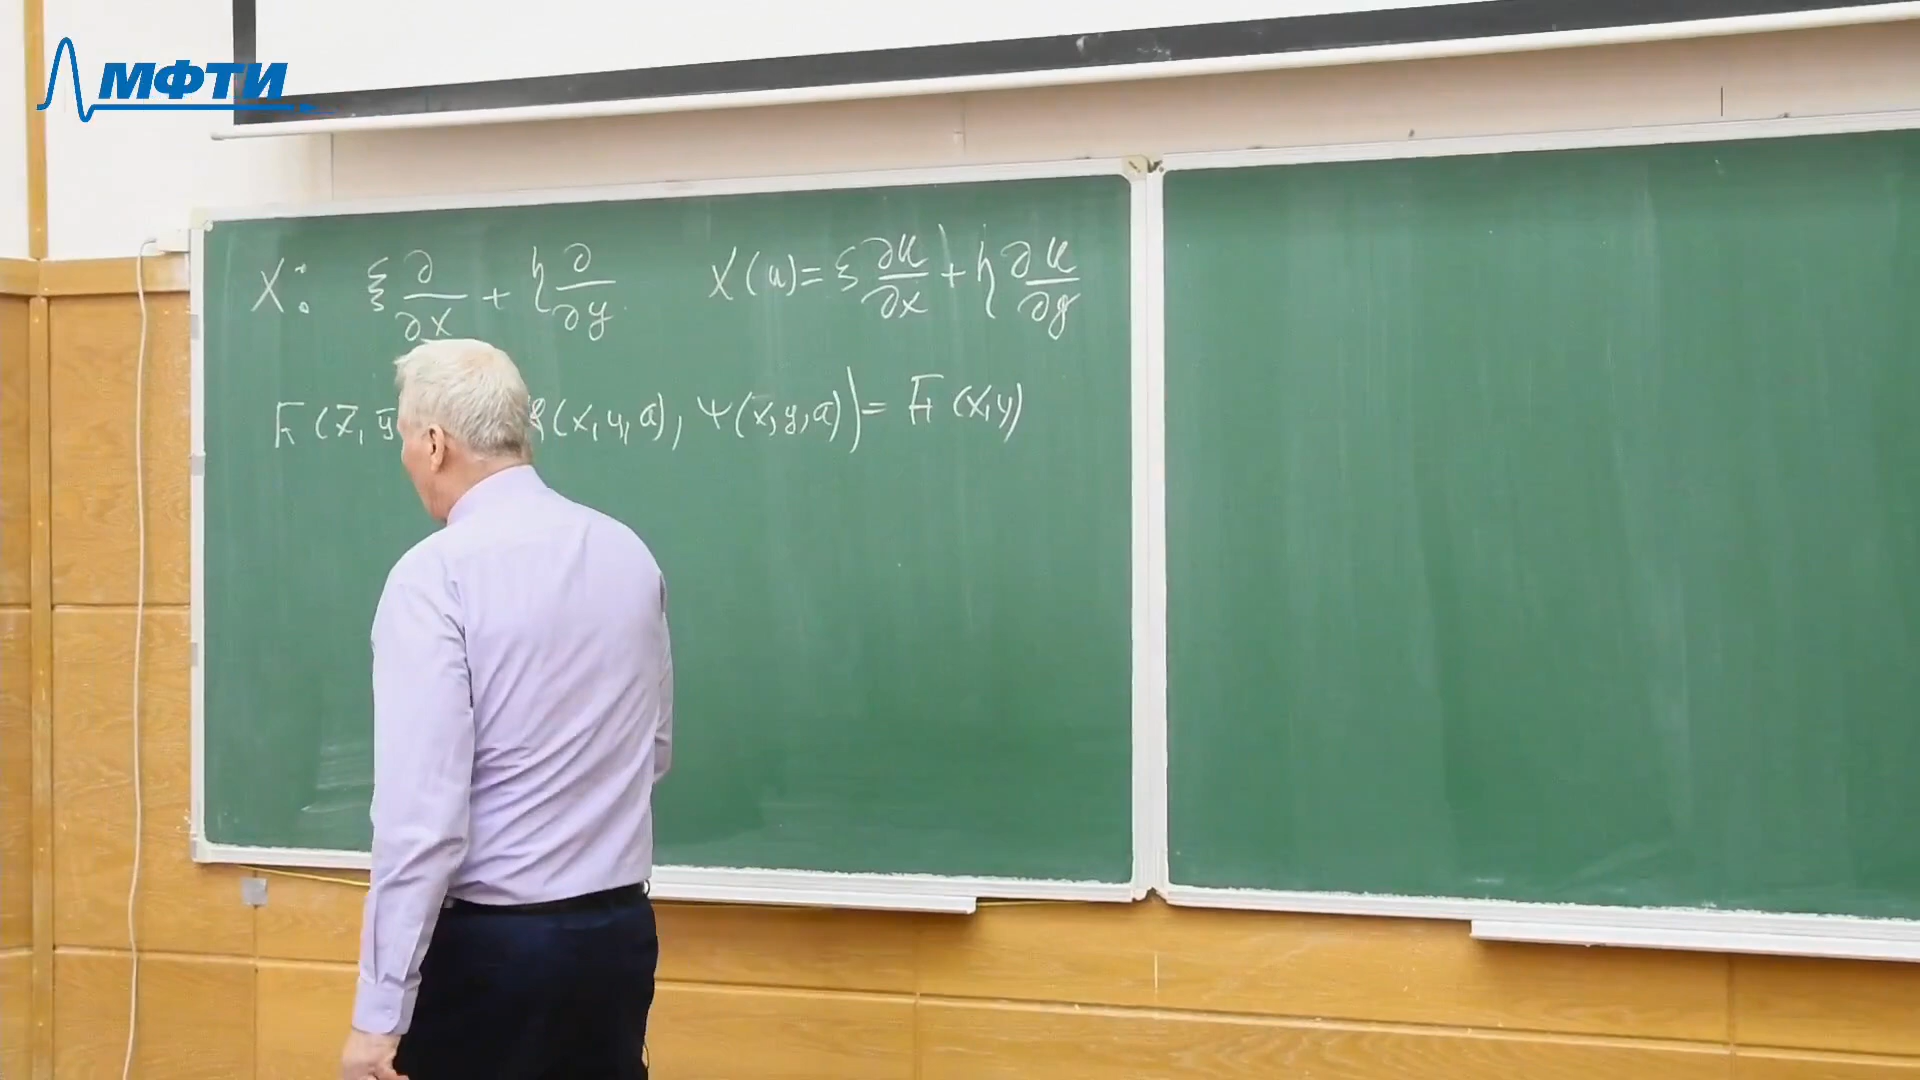 МФТИ
X: ξ ∂/∂x + η ∂/∂y X(u) = ξ ∂u/∂x + η ∂u/∂y
F(x̄, ȳ (x, y, a), ψ(x, y, a)) = F(x, y)